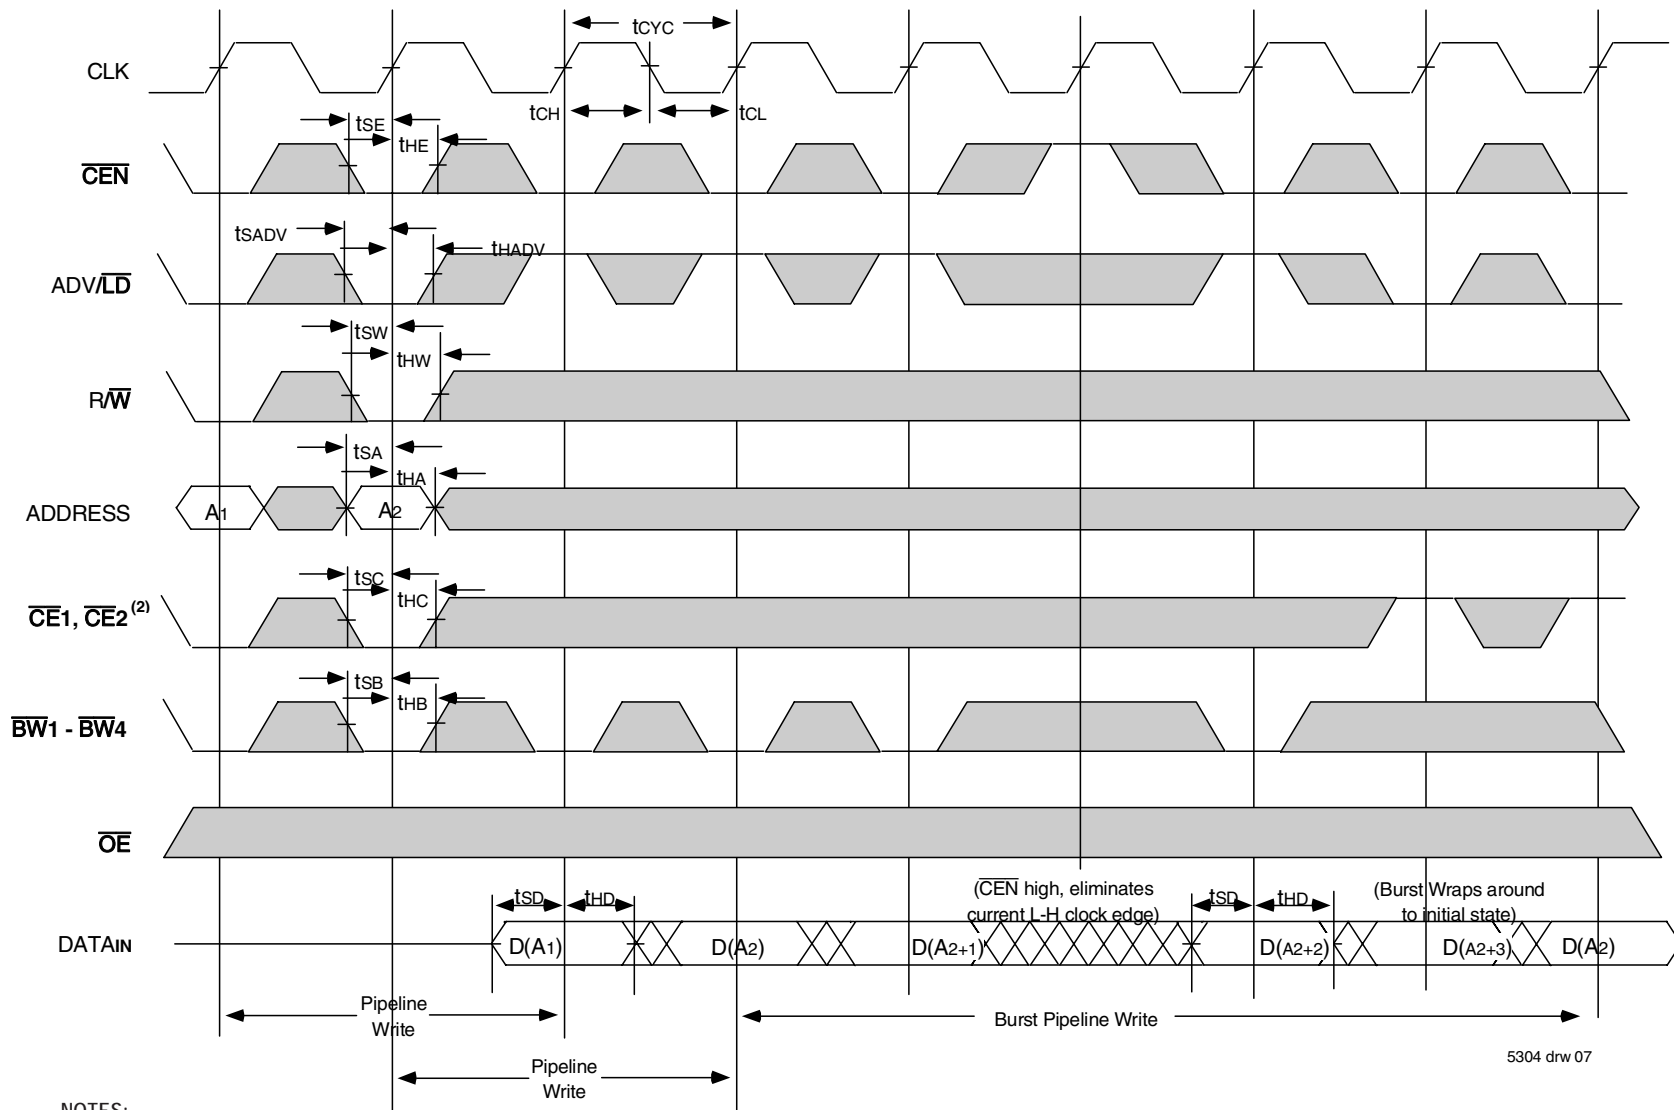 tCYC
CLK
tCH
tCL
tSE
tHE
CEN
tSADV
tHADV
ADV/LD
tSW
tHW
R/W
tSA
tHA
ADDRESS
A1
A2
tSC
tHC
CE1, CE2 (2)
tSB
tHB
BW1 - BW4
OE
(CEN high, eliminates
current L-H clock edge)
(Burst Wraps around
to initial state)
tSD
tHD
tSD
tHD
DATAIN
D(A1)
D(A2)
D(A2+1)
D(A2+2)
D(A2+3)
D(A2)
Pipeline
Write
Burst Pipeline Write
5304 drw 07
Pipeline
Write
NOTES: